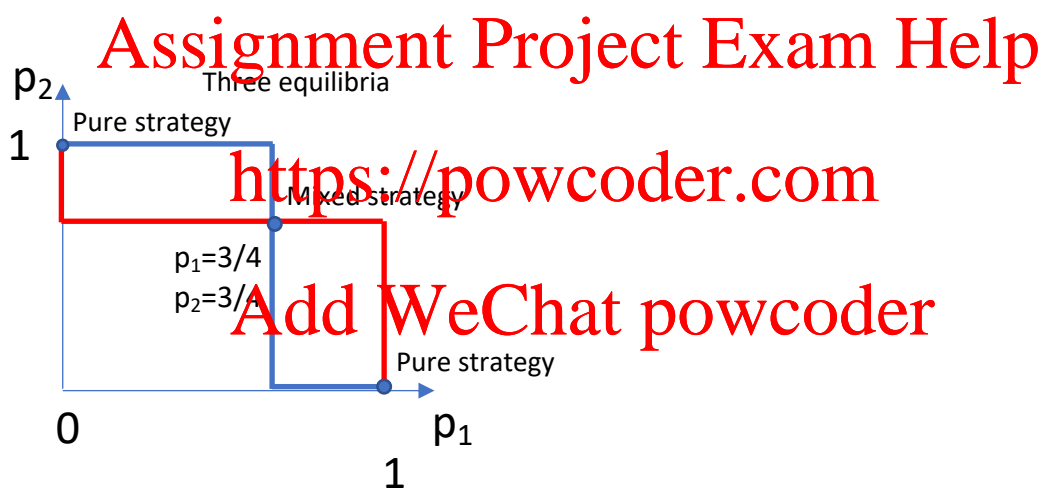 Assignment Project Exam Help
p₂
Three equilibria
Pure strategy
1
https://powcoder.com
Mixed strategy
p₁=3/4
p₂=3/4
Add WeChat powcoder
Pure strategy
0
p₁
1